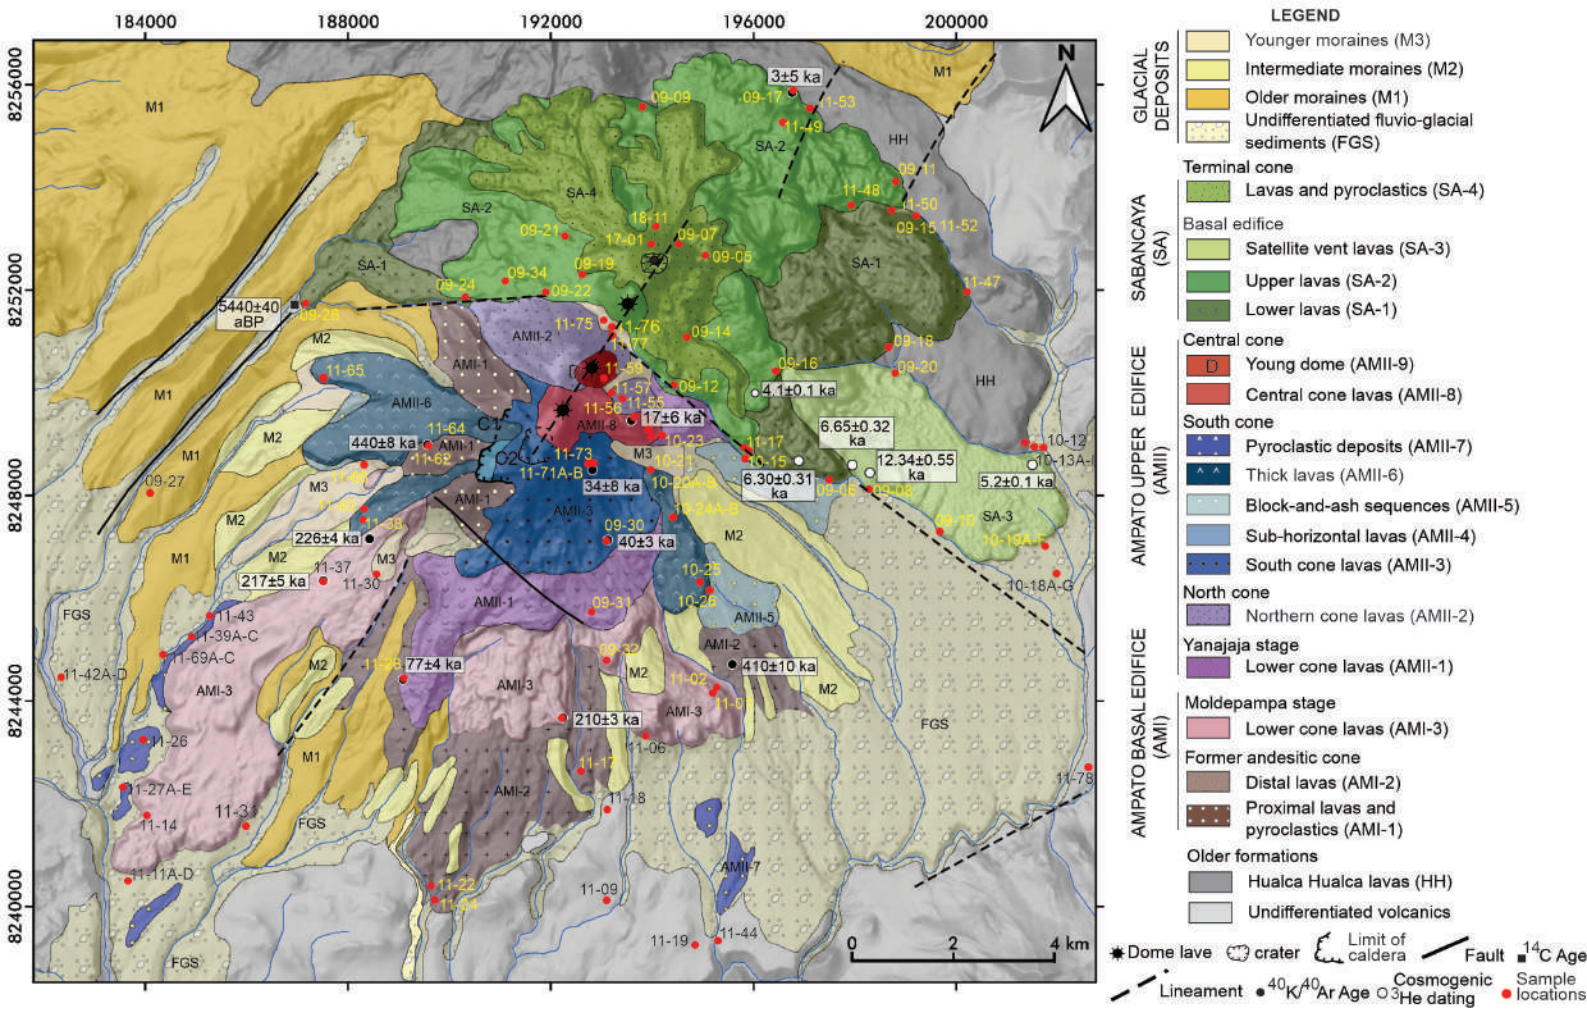 184000
188000
192000
196000
200000
8256000
8252000
8248000
8244000
8240000
N
M1
M1
3±5 ka
09-17
11-53
11-49
09-09
SA-2
HH
09-11
11-48
11-50
09-15
11-52
SA-4
SA-2
18-11
09-21
17-01
09-07
09-05
09-19
SA-1
SA-1
09-34
09-24
09-22
11-47
5440±40
aBP
09-28
M2
AMII-2
11-75
11-76
11-77
09-14
AMI-1
09-18
09-16
09-20
HH
11-65
11-59
D
09-12
4.1±0.1 ka
M1
11-57
AMII-6
11-56
11-55
C1
AMII-8
17±6 ka
6.65±0.32
ka
M2
11-64
440±8 ka
AMI-1
11-62
10-23
11-17
10-12
M1
C2
11-73
M3
10-21
10-15
12.34±0.55
ka
10-13A-I
11-71A-B
34±8 ka
10-20A-B
6.30±0.31
ka
5.2±0.1 ka
09-27
M3
AMI-1
09-06
09-08
M2
AMII-3
10-24A-B
SA-3
11-38
09-30
M2
09-10
226±4 ka
40±3 ka
10-19A-F
M1
M2
M3
11-37
217±5 ka
11-30
10-25
10-18A-G
FGS
11-43
AMII-1
09-31
10-26
AMII-5
11-39A-C
AMI-2
11-69A-C
M2
11-28
77±4 ka
09-32
410±10 ka
11-42A-D
M2
AMI-3
AMI-3
11-02
M2
11-01
AMI-3
210±3 ka
FGS
11-26
11-06
M1
11-17
11-78
11-27A-E
AMI-2
11-14
11-31
FGS
11-18
11-11A-D
11-22
AMII-7
11-24
11-09
11-19
11-44
FGS
0
2
4 km
LEGEND
GLACIAL
DEPOSITS
Younger moraines (M3)
Intermediate moraines (M2)
Older moraines (M1)
Undifferentiated fluvio-glacial
sediments (FGS)
SABANCAYA
(SA)
Terminal cone
Lavas and pyroclastics (SA-4)
Basal edifice
Satellite vent lavas (SA-3)
Upper lavas (SA-2)
Lower lavas (SA-1)
AMPATO UPPER EDIFICE
(AMII)
Central cone
D
Young dome (AMII-9)
Central cone lavas (AMII-8)
South cone
Pyroclastic deposits (AMII-7)
Thick lavas (AMII-6)
Block-and-ash sequences (AMII-5)
Sub-horizontal lavas (AMII-4)
South cone lavas (AMII-3)
North cone
Northern cone lavas (AMII-2)
Yanajaja stage
Lower cone lavas (AMII-1)
AMPATO BASAL EDIFICE
(AMI)
Moldepampa stage
Lower cone lavas (AMI-3)
Former andesitic cone
Distal lavas (AMI-2)
Proximal lavas and
pyroclastics (AMI-1)
Older formations
Hualca Hualca lavas (HH)
Undifferentiated volcanics
Dome lave
crater
Limit of
caldera
Fault
14C Age
Lineament
40K/40Ar Age
Cosmogenic
3He dating
Sample
locations